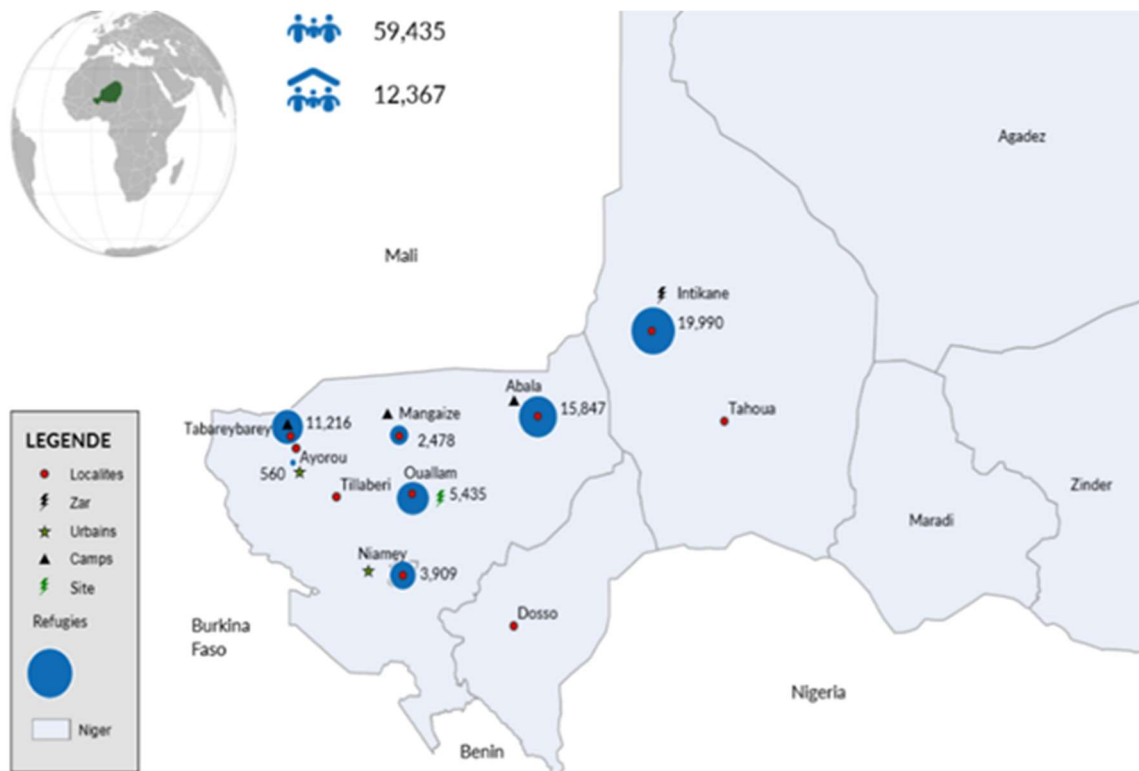 59,435
12,367
Agadez
Mali
Intikane
19,990
Abala
15,847
Tahoua
Tabareybarey
11,216
Mangaize
2,478
Ayorou
560
Ouallam
5,435
Tillaberi
Zinder
Maradi
Niamey
3,909
Dosso
Burkina
Faso
Nigeria
Benin
LEGENDE
Localites
Zar
Urbains
Camps
Site
Refugies
Niger